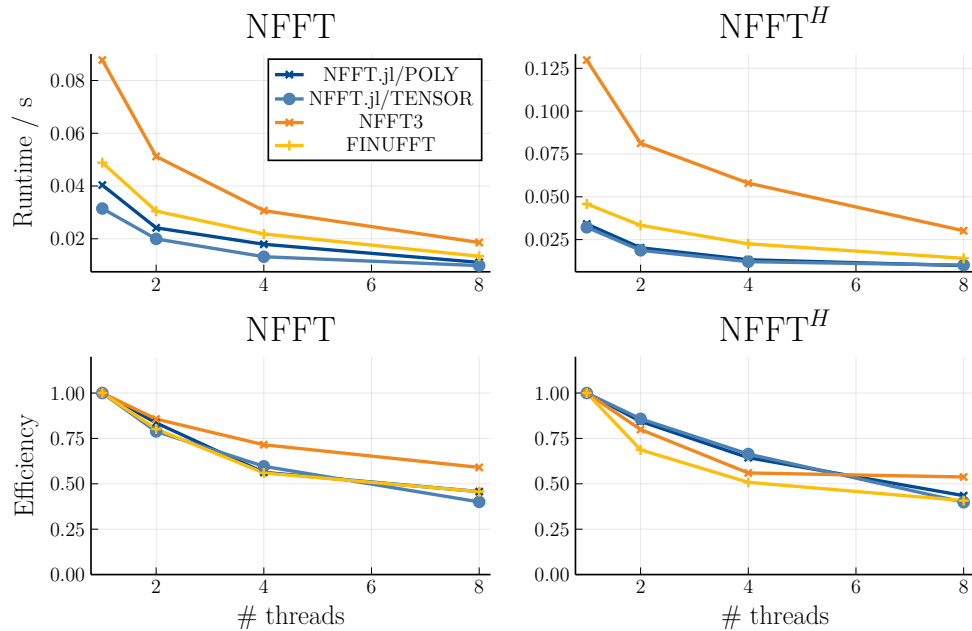 NFFT
NFFT^H
Runtime / s
0.08
0.06
0.04
0.02
2
4
6
8
NFFT.jl/POLY
NFFT.jl/TENSOR
NFFT3
FINUFFT
0.125
0.100
0.075
0.050
0.025
2
4
6
8
NFFT
NFFT^H
Efficiency
1.00
0.75
0.50
0.25
0.00
2
4
6
8
# threads
1.00
0.75
0.50
0.25
0.00
2
4
6
8
# threads